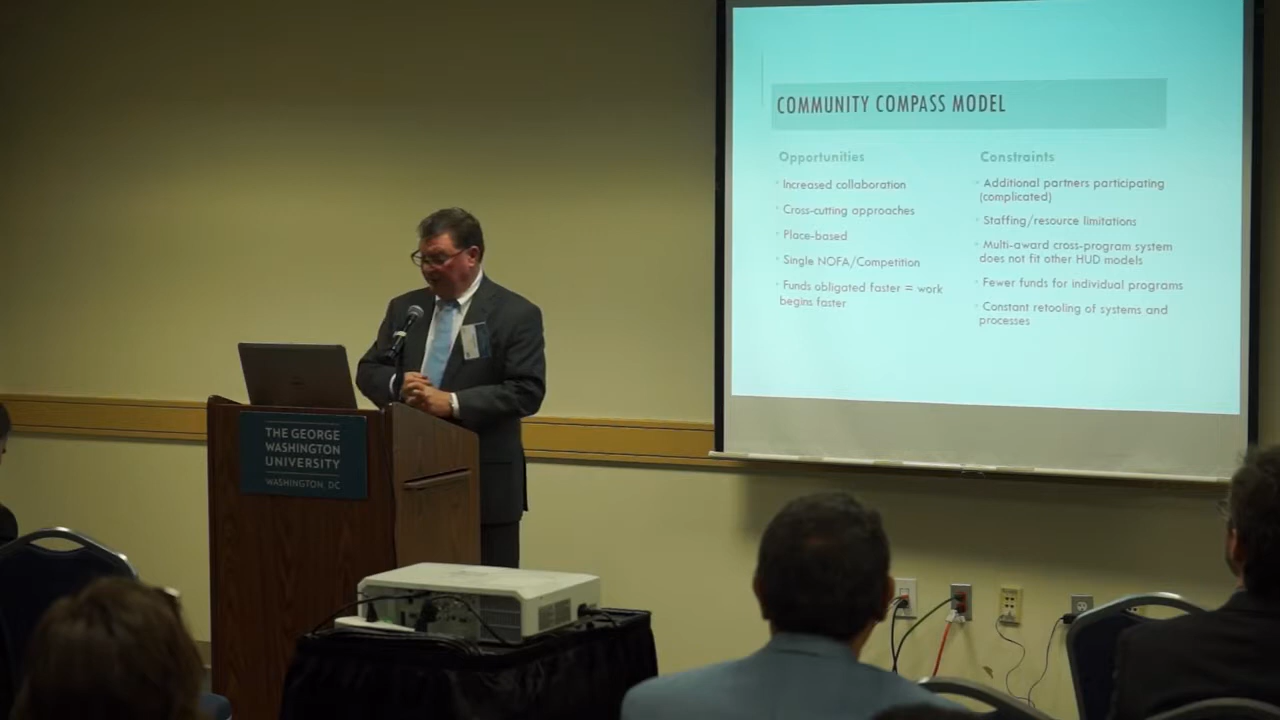 COMMUNITY COMPASS MODEL
Opportunities
Increased collaboration
Cross-cutting approaches
Place-based
Single NOFA/Competition
Funds obligated faster = work
begins faster
Constraints
Additional partners participating
(complicated)
Staffing/resource limitations
Multi-award cross-program system
does not fit other HUD models
Fewer funds for individual programs
Constant retooling of systems and
processes
THE GEORGE
WASHINGTON
UNIVERSITY
WASHINGTON, DC